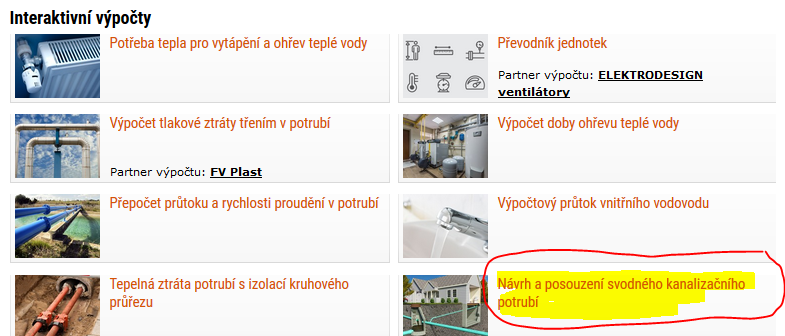 Interaktivní výpočty
Potřeba tepla pro vytápění a ohřev teplé vody
Převodník jednotek
Partner výpočtu: ELEKTRODESIGN
ventilátory
Výpočet tlakové ztráty třením v potrubí
Partner výpočtu: FV Plast
Výpočet doby ohřevu teplé vody
Přepočet průtoku a rychlosti proudění v potrubí
Výpočtový průtok vnitřního vodovodu
Tepelná ztráta potrubí s izolací kruhového
průřezu
Návrh a posouzení svodného kanalizačního
potrubí